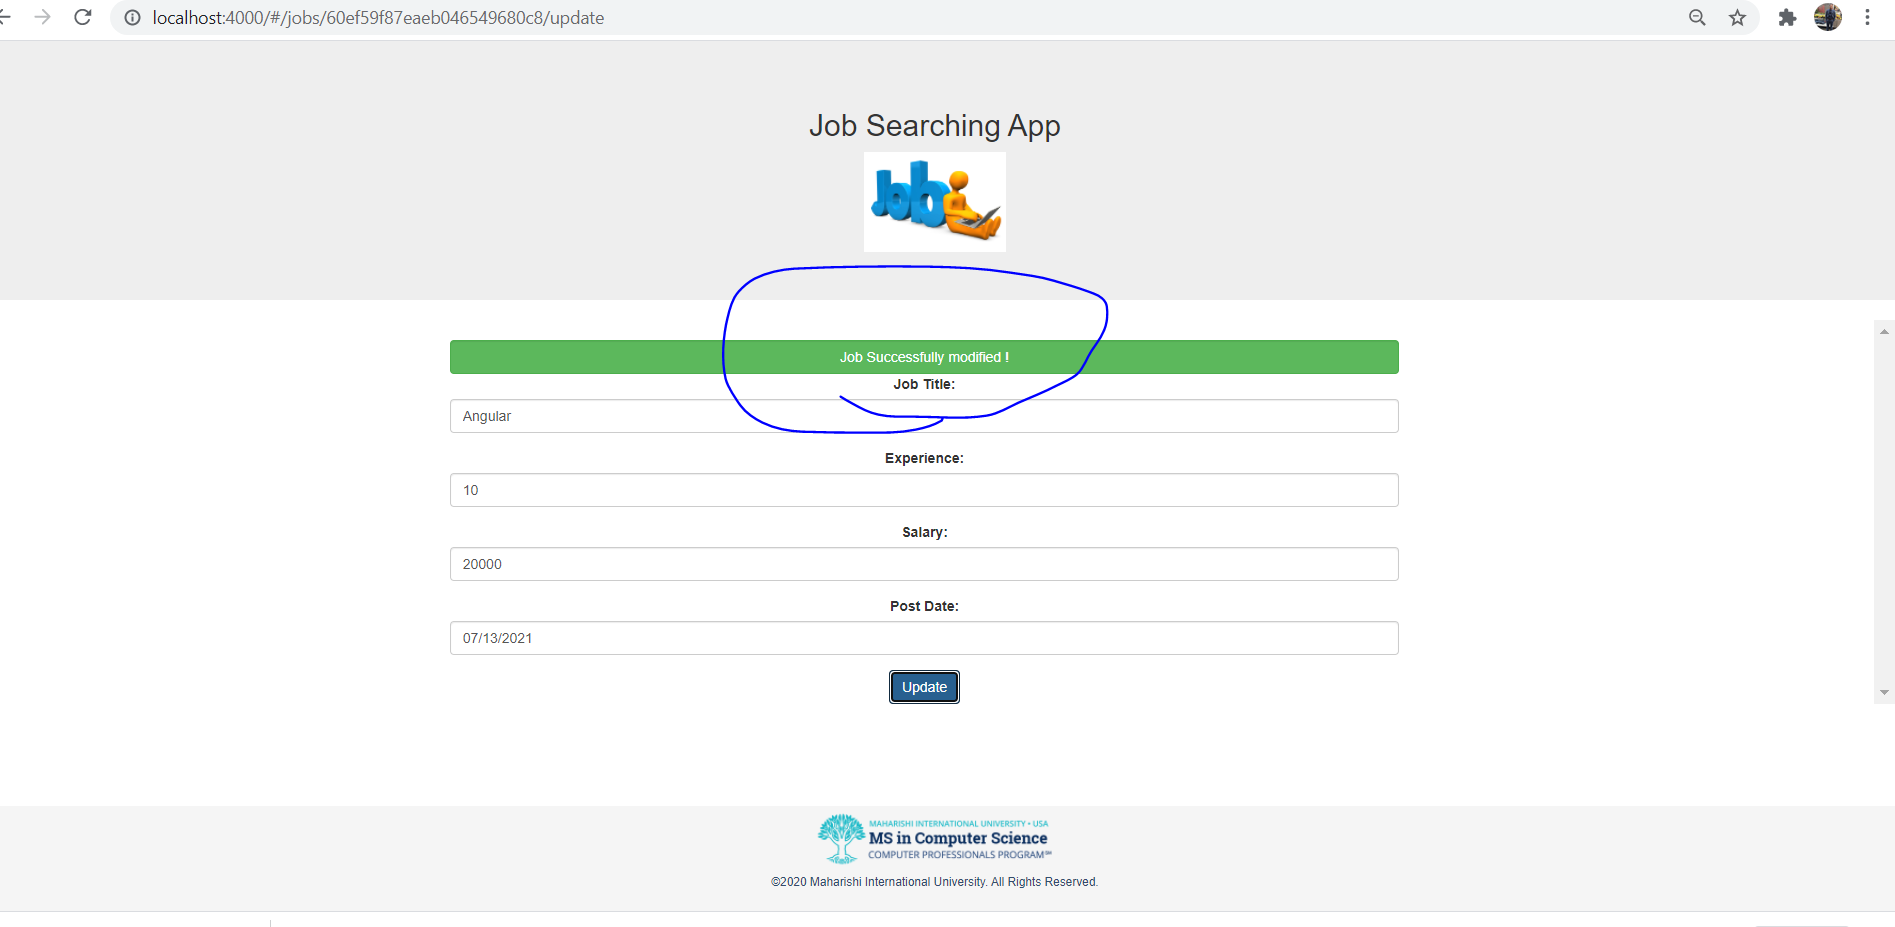 localhost:4000/#/jobs/60ef59f87eaeb046549680c8/update
Job Searching App
Job
Job Successfully modified !
Job Title:
Angular
Experience:
10
Salary:
20000
Post Date:
07/13/2021
Update
MAHARISHI INTERNATIONAL UNIVERSITY • USA
MS in Computer Science
COMPUTER PROFESSIONALS PROGRAM℠
©2020 Maharishi International University. All Rights Reserved.